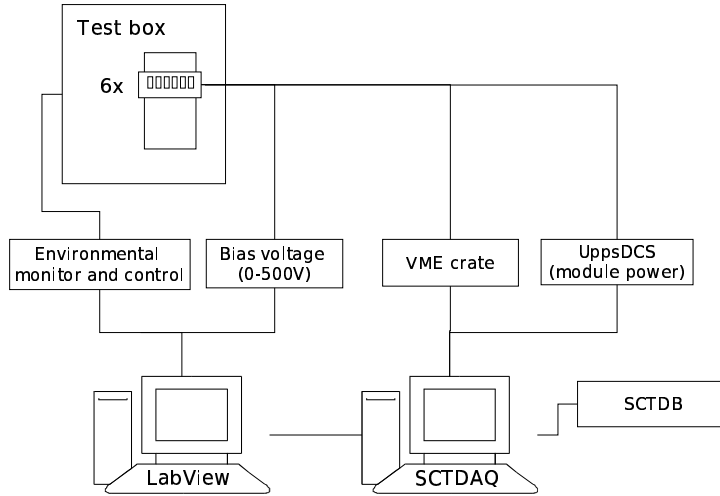 Test box
6x
Environmental
monitor and control
Bias voltage
(0-500V)
VME crate
UppsDCS
(module power)
SCTDB
LabView
SCTDAQ